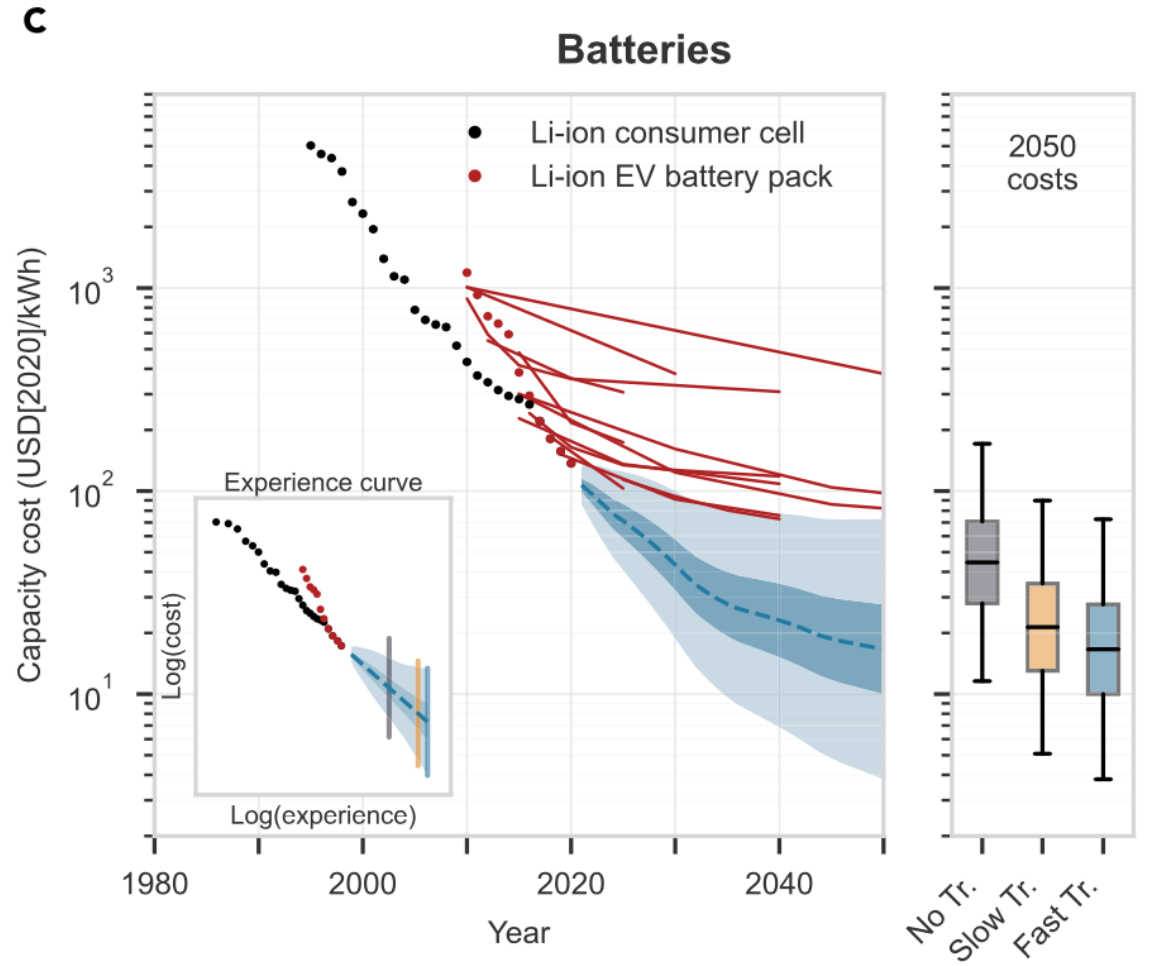 C
Batteries
Li-ion consumer cell
Li-ion EV battery pack
2050
costs
Capacity cost (USD[2020]/kWh)
10³
10²
10¹
Experience curve
Log(cost)
Log(experience)
1980
2000
2020
2040
Year
No Tr.
Slow Tr.
Fast Tr.